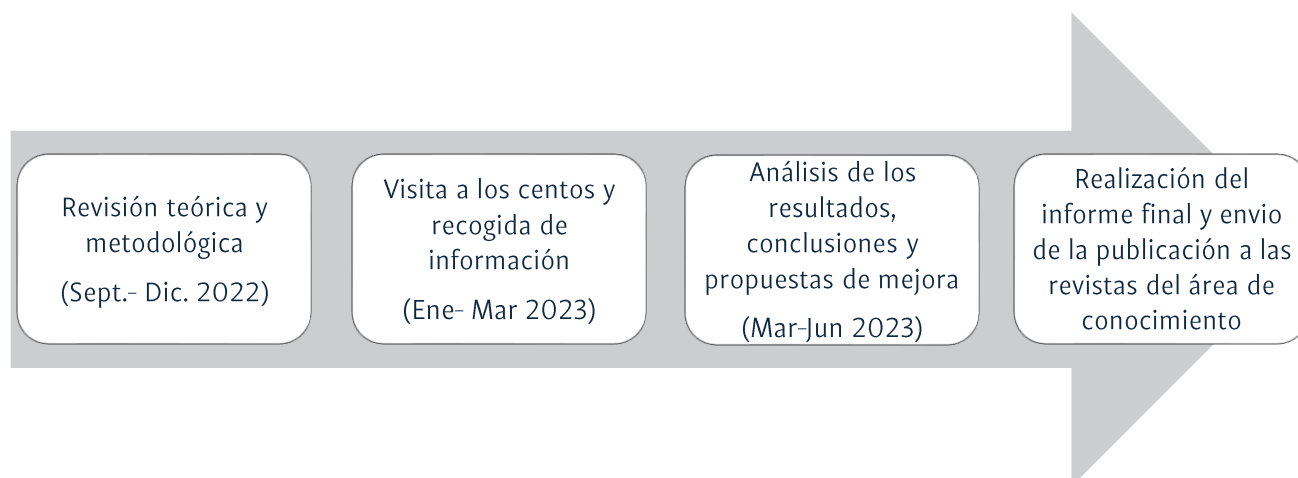 Revisión teórica y
metodológica
(Sept.- Dic. 2022)
Visita a los centos y
recogida de
información
(Ene- Mar 2023)
Análisis de los
resultados,
conclusiones y
propuestas de mejora
(Mar-Jun 2023)
Realización del
informe final y envio
de la publicación a las
revistas del área de
conocimiento